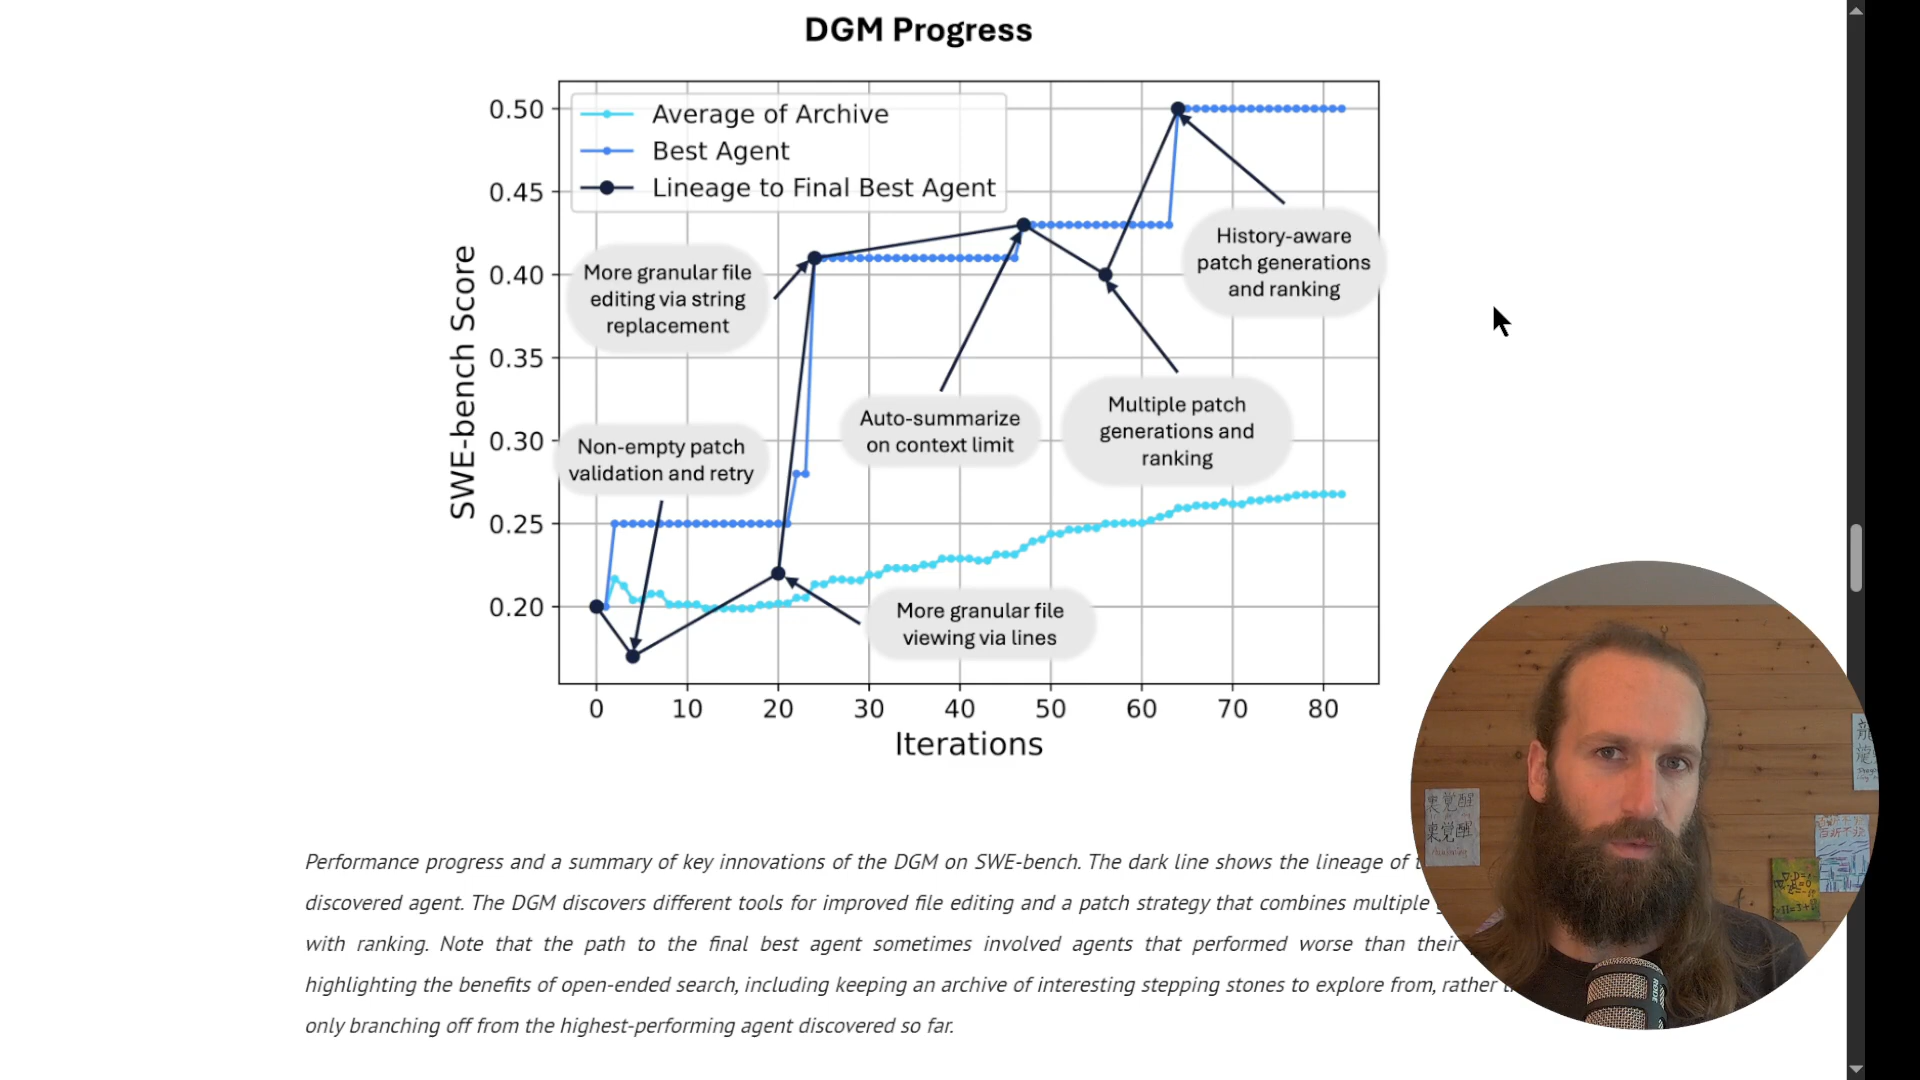 DGM Progress
SWE-bench Score
0.50
0.45
0.40
0.35
0.30
0.25
0.20
Average of Archive
Best Agent
Lineage to Final Best Agent
More granular file
editing via string
replacement
Non-empty patch
validation and retry
Auto-summarize
on context limit
Multiple patch
generations and
ranking
History-aware
patch generations
and ranking
More granular file
viewing via lines
0 10 20 30 40 50 60 70 80
Iterations
Performance progress and a summary of key innovations of the DGM on SWE-bench. The dark line shows the lineage of
discovered agent. The DGM discovers different tools for improved file editing and a patch strategy that combines multiple
with ranking. Note that the path to the final best agent sometimes involved agents that performed worse than their
highlighting the benefits of open-ended search, including keeping an archive of interesting stepping stones to explore from, rather
only branching off from the highest-performing agent discovered so far.
裏覚醒
裏覚醒
RODE